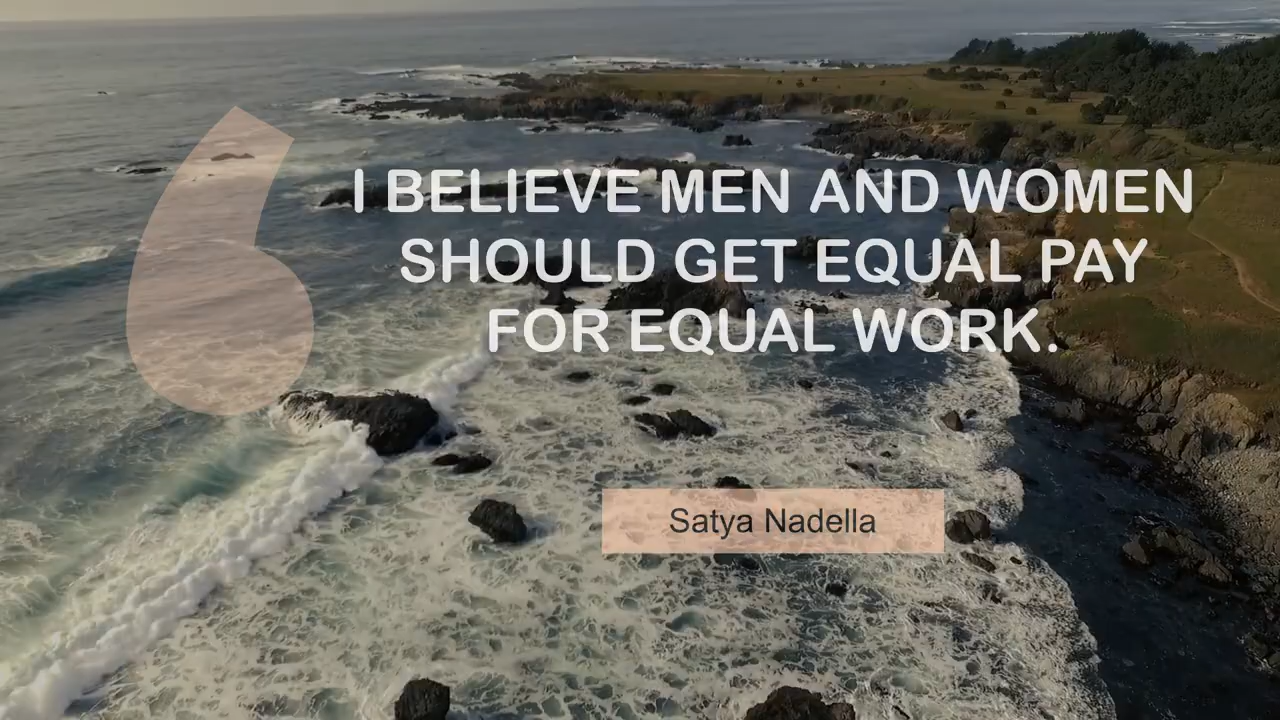 I BELIEVE MEN AND WOMEN
SHOULD GET EQUAL PAY
FOR EQUAL WORK.
Satya Nadella